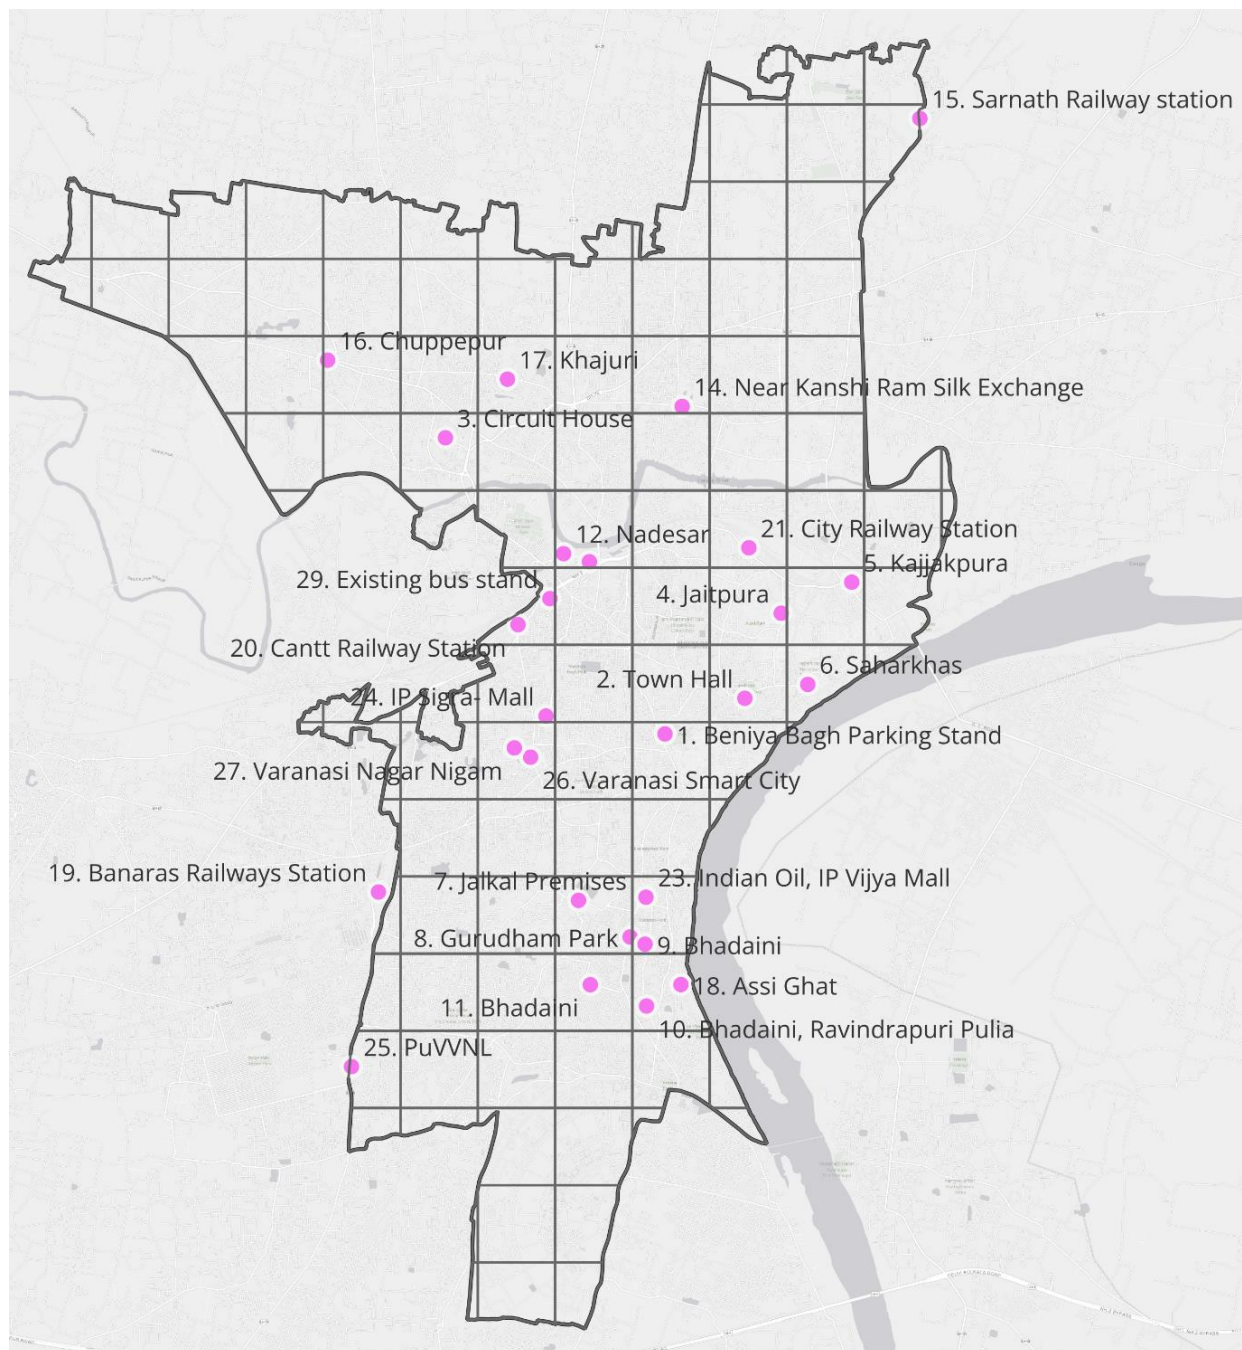 15. Sarnath Railway station
16. Chuppepur
17. Khajuri
14. Near Kanshi Ram Silk Exchange
3. Circuit House
12. Nadesar
21. City Railway Station
5. Kajjakpura
29. Existing bus stand
4. Jaitpura
20. Cantt Railway Station
6. Saharkhas
2. Town Hall
24. IP Sigra- Mall
1. Beniya Bagh Parking Stand
27. Varanasi Nagar Nigam
26. Varanasi Smart City
19. Banaras Railways Station
7. Jalkal Premises
23. Indian Oil, IP Vijya Mall
8. Gurudham Park
9. Bhadaini
18. Assi Ghat
11. Bhadaini
10. Bhadaini, Ravindrapuri Pulia
25. PuVVNL